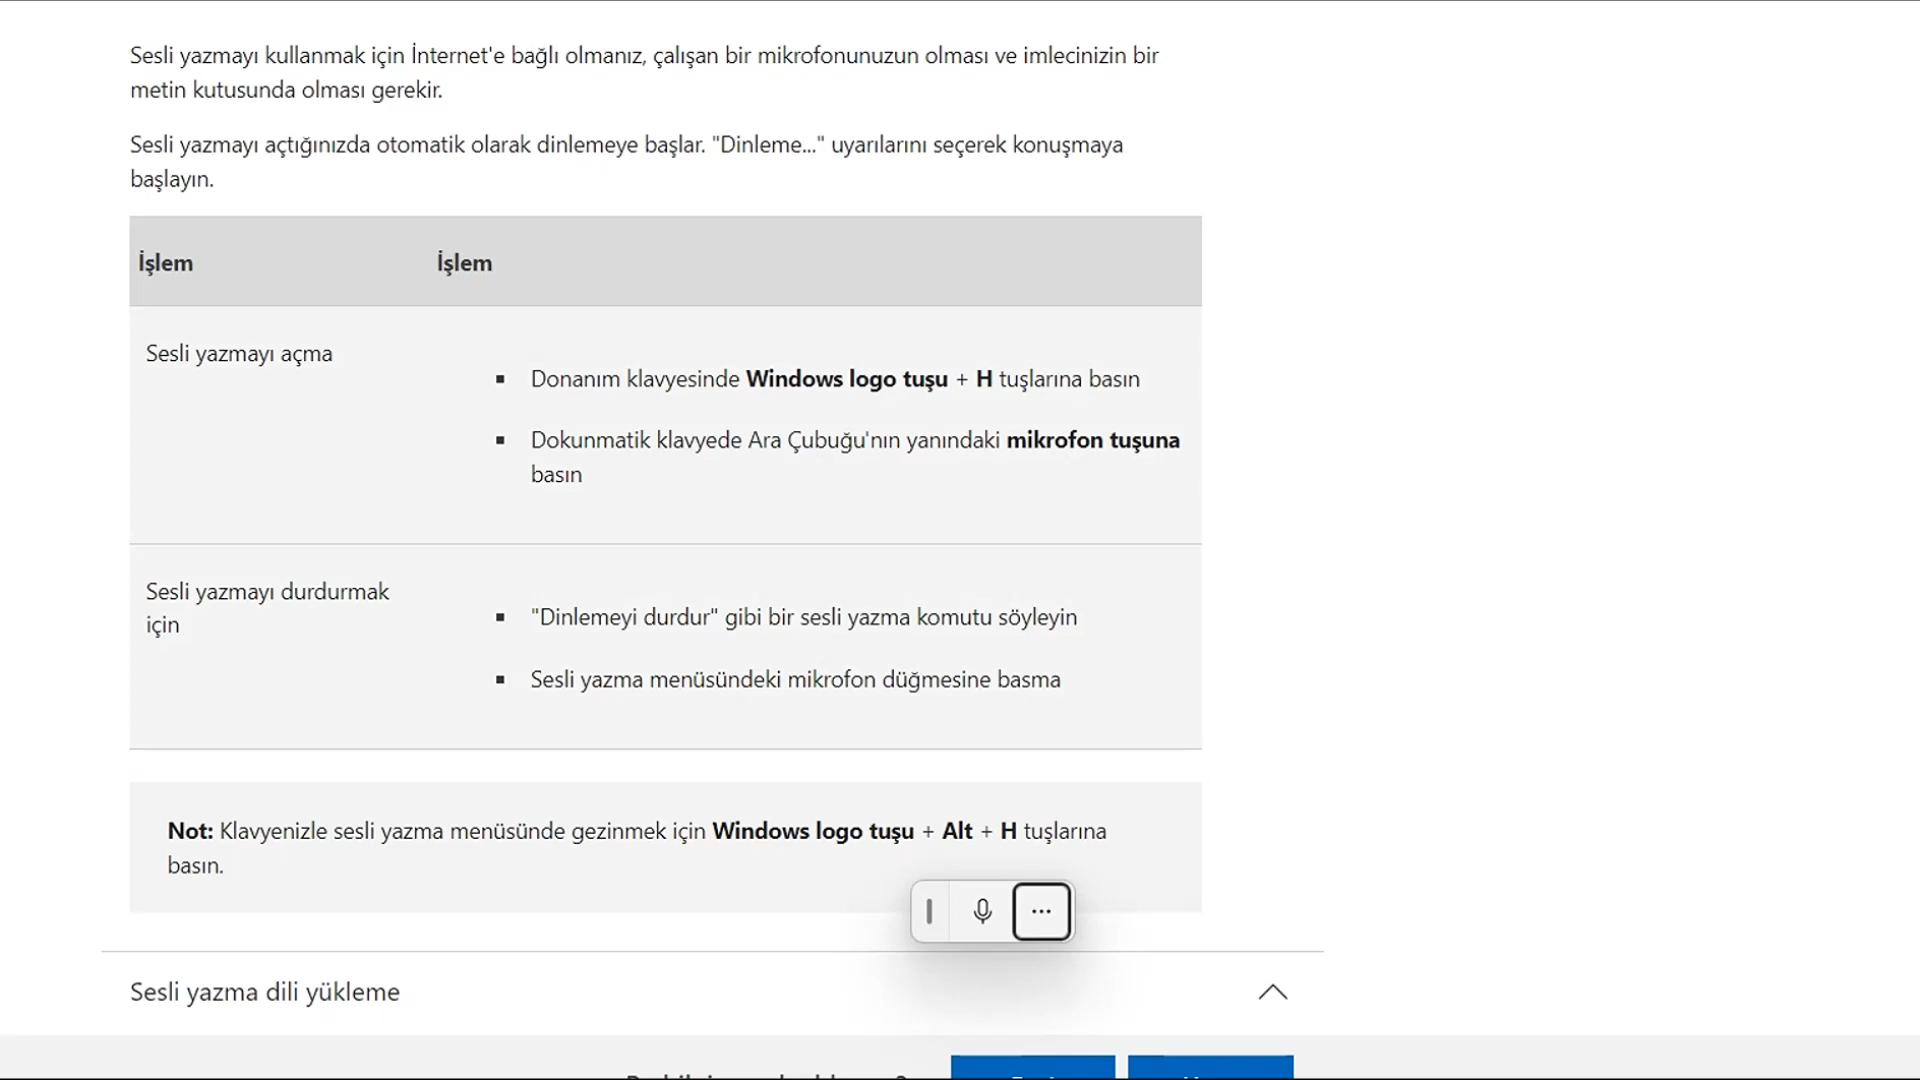 Sesli yazmayı kullanmak için İnternet'e bağlı olmanız, çalışan bir mikrofonunuzun olması ve imlecinizin bir
metin kutusunda olması gerekir.
Sesli yazmayı açtığınızda otomatik olarak dinlemeye başlar. "Dinleme..." uyarılarını seçerek konuşmaya
başlayın.
İşlem İşlem
Sesli yazmayı açma
▪ Donanım klavyesinde Windows logo tuşu + H tuşlarına basın
▪ Dokunmatik klavyede Ara Çubuğu'nın yanındaki mikrofon tuşuna
basın
Sesli yazmayı durdurmak
için
▪ "Dinlemeyi durdur" gibi bir sesli yazma komutu söyleyin
▪ Sesli yazma menüsündeki mikrofon düğmesine basma
Not: Klavyenizle sesli yazma menüsünde gezinmek için Windows logo tuşu + Alt + H tuşlarına
basın.
Sesli yazma dili yükleme